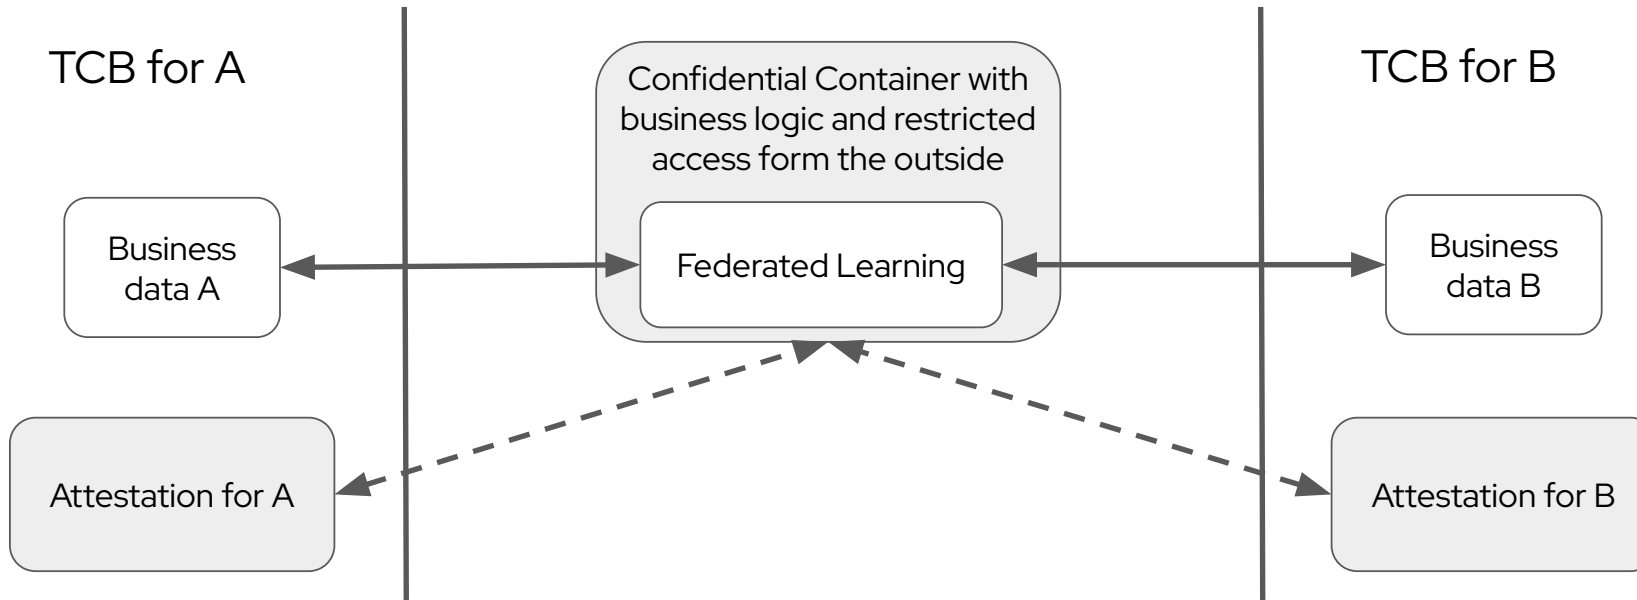 TCB for A
Confidential Container with
business logic and restricted
access form the outside
TCB for B
Business
data A
Federated Learning
Business
data B
Attestation for A
Attestation for B